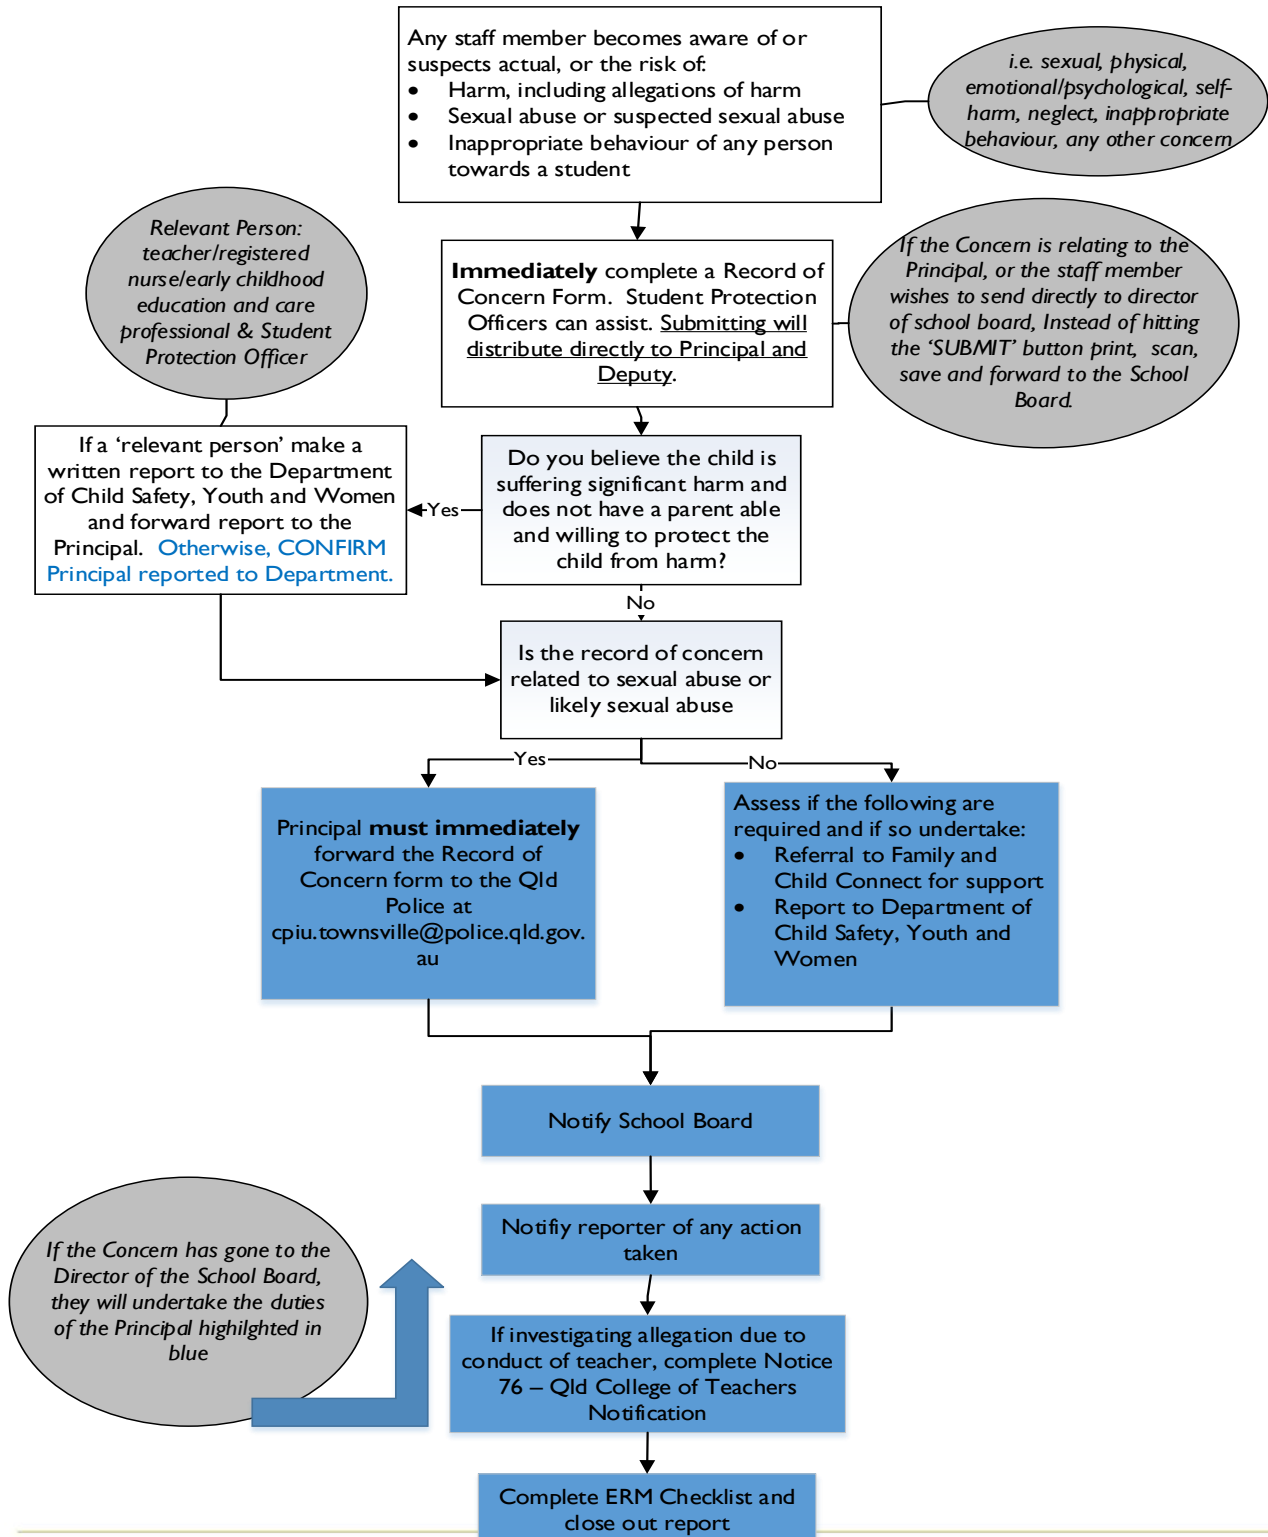 Any staff member becomes aware of or
suspects actual, or the risk of:
• Harm, including allegations of harm
• Sexual abuse or suspected sexual abuse
• Inappropriate behaviour of any person
towards a student
i.e. sexual, physical,
emotional/psychological, self-
harm, neglect, inappropriate
behaviour, any other concern
Relevant Person:
teacher/registered
nurse/early childhood
education and care
professional & Student
Protection Officer
Immediately complete a Record of
Concern Form. Student Protection
Officers can assist. Submitting will
distribute directly to Principal and
Deputy.
If the Concern is relating to the
Principal, or the staff member
wishes to send directly to director
of school board, Instead of hitting
the ‘SUBMIT’ button print, scan,
save and forward to the School
Board.
If a ‘relevant person’ make a
written report to the Department
of Child Safety, Youth and Women
and forward report to the
Principal. Otherwise, CONFIRM
Principal reported to Department.
Yes
Do you believe the child is
suffering significant harm and
does not have a parent able
and willing to protect the
child from harm?
No
Is the record of concern
related to sexual abuse or
likely sexual abuse
Yes
No
Principal must immediately
forward the Record of
Concern form to the Qld
Police at
cpiu.townsville@police.qld.gov.
au
Assess if the following are
required and if so undertake:
• Referral to Family and
Child Connect for support
• Report to Department of
Child Safety, Youth and
Women
Notify School Board
Notifiy reporter of any action
taken
If the Concern has gone to the
Director of the School Board,
they will undertake the duties
of the Principal highilghted in
blue
If investigating allegation due to
conduct of teacher, complete Notice
76 – Qld College of Teachers
Notification
Complete ERM Checklist and
close out report